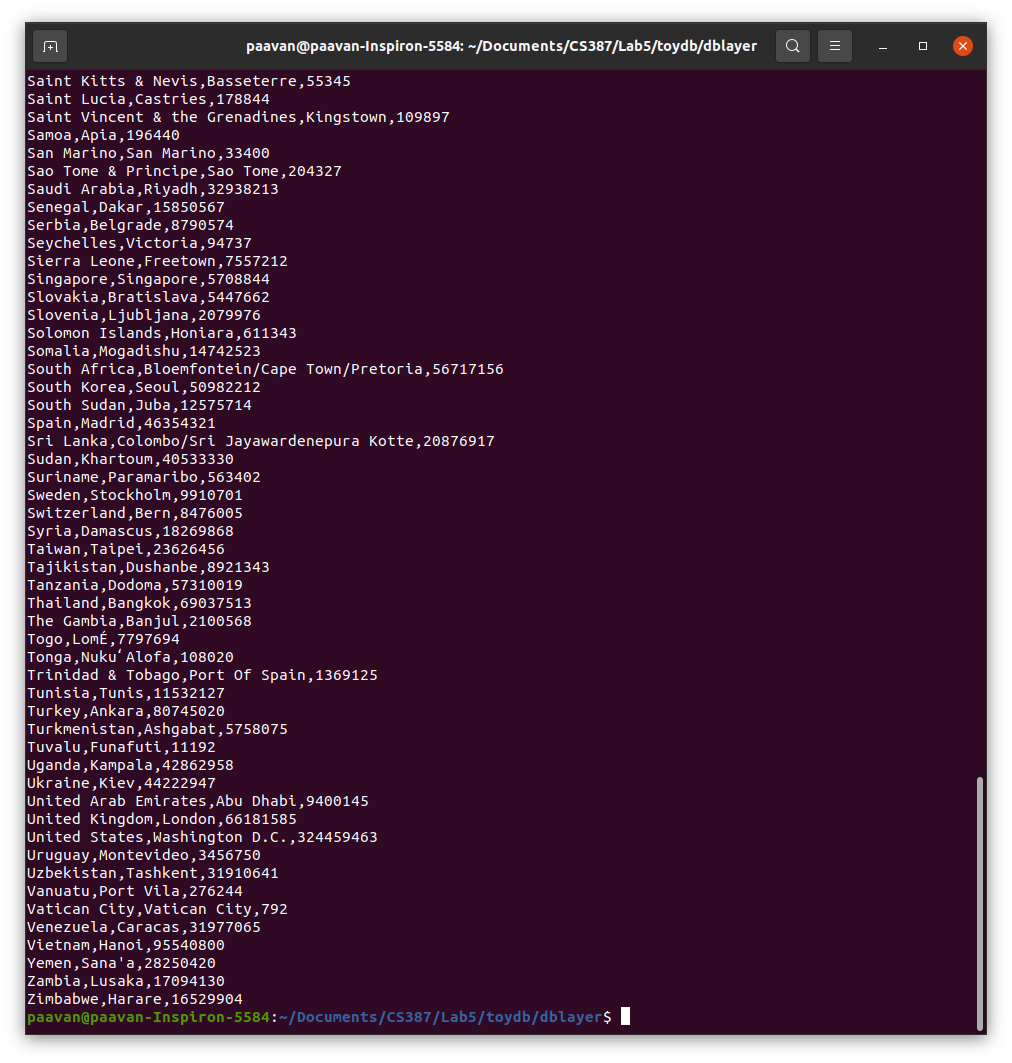 paavan@paavan-Inspiron-5584: ~/Documents/CS387/Lab5/toydb/dblayer
Saint Kitts & Nevis,Basseterre,55345
Saint Lucia,Castries,178844
Saint Vincent & the Grenadines,Kingstown,109897
Samoa,Apia,196440
San Marino,San Marino,33400
Sao Tome & Principe,Sao Tome,204327
Saudi Arabia,Riyadh,32938213
Senegal,Dakar,15850567
Serbia,Belgrade,8790574
Seychelles,Victoria,94737
Sierra Leone,Freetown,7557212
Singapore,Singapore,5708844
Slovakia,Bratislava,5447662
Slovenia,Ljubljana,2079976
Solomon Islands,Honiara,611343
Somalia,Mogadishu,14742523
South Africa,Bloemfontein/Cape Town/Pretoria,56717156
South Korea,Seoul,50982212
South Sudan,Juba,12575714
Spain,Madrid,46354321
Sri Lanka,Colombo/Sri Jayawardenepura Kotte,20876917
Sudan,Khartoum,40533330
Suriname,Paramaribo,563402
Sweden,Stockholm,9910701
Switzerland,Bern,8476005
Syria,Damascus,18269868
Taiwan,Taipei,23626456
Tajikistan,Dushanbe,8921343
Tanzania,Dodoma,57310019
Thailand,Bangkok,69037513
The Gambia,Banjul,2100568
Togo,LomÉ,7797694
Tonga,Nukuʻ Alofa,108020
Trinidad & Tobago,Port Of Spain,1369125
Tunisia,Tunis,11532127
Turkey,Ankara,80745020
Turkmenistan,Ashgabat,5758075
Tuvalu,Funafuti,11192
Uganda,Kampala,42862958
Ukraine,Kiev,44222947
United Arab Emirates,Abu Dhabi,9400145
United Kingdom,London,66181585
United States,Washington D.C.,324459463
Uruguay,Montevideo,3456750
Uzbekistan,Tashkent,31910641
Vanuatu,Port Vila,276244
Vatican City,Vatican City,792
Venezuela,Caracas,31977065
Vietnam,Hanoi,95540800
Yemen,Sana'a,28250420
Zambia,Lusaka,17094130
Zimbabwe,Harare,16529904
paavan@paavan-Inspiron-5584:~/Documents/CS387/Lab5/toydb/dblayer$